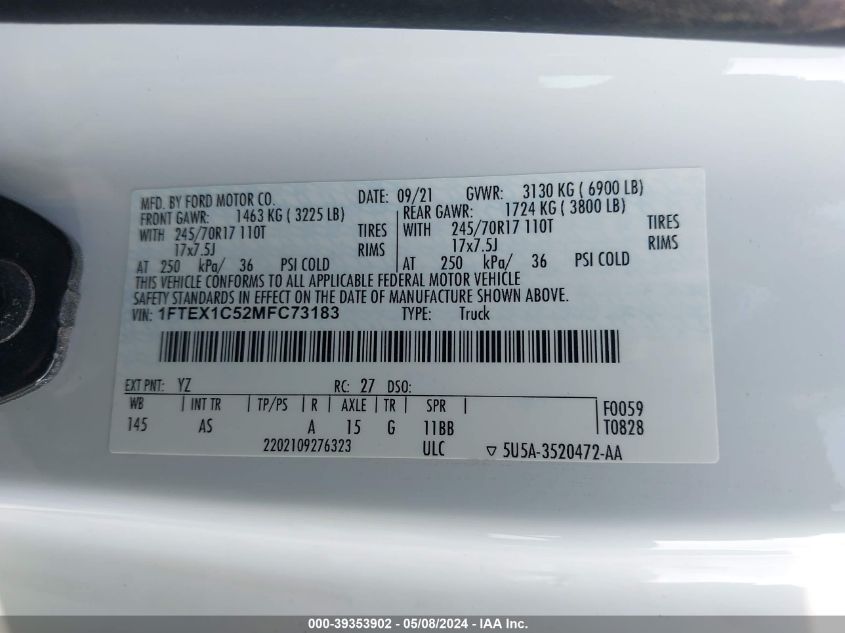 MFD. BY FORD MOTOR CO. DATE: 09/21 GVWR: 3130 KG ( 6900 LB)
FRONT GAWR: 1463 KG ( 3225 LB) REAR GAWR: 1724 KG ( 3800 LB)
WITH 245/70R17 110T TIRES WITH 245/70R17 110T TIRES
17x7.5J RIMS 17x7.5J RIMS
AT 250 kPa/ 36 PSI COLD AT 250 kPa/ 36 PSI COLD
THIS VEHICLE CONFORMS TO ALL APPLICABLE FEDERAL MOTOR VEHICLE
SAFETY STANDARDS IN EFFECT ON THE DATE OF MANUFACTURE SHOWN ABOVE.
VIN: 1FTEX1C52MFC73183 TYPE: Truck
EXT PNT: YZ RC: 27 DSO:
WB | INT TR | TP/PS | R | AXLE | TR | SPR | F0059
145 AS A 15 G 11BB T0828
2202109276323 ULC ▽ 5U5A-3520472-AA
000-39353902 - 05/08/2024 - IAA Inc.